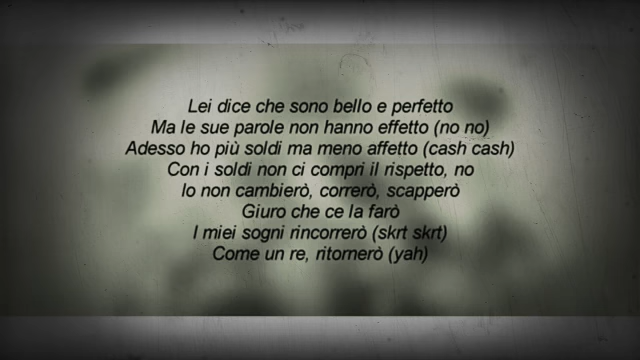 Lei dice che sono bello e perfetto
Ma le sue parole non hanno effetto (no no)
Adesso ho più soldi ma meno affetto (cash cash)
Con i soldi non ci compri il rispetto, no
Io non cambierò, correrò, scapperò
Giuro che ce la farò
I miei sogni rincorrerò (skrt skrt)
Come un re, ritornerò (yah)